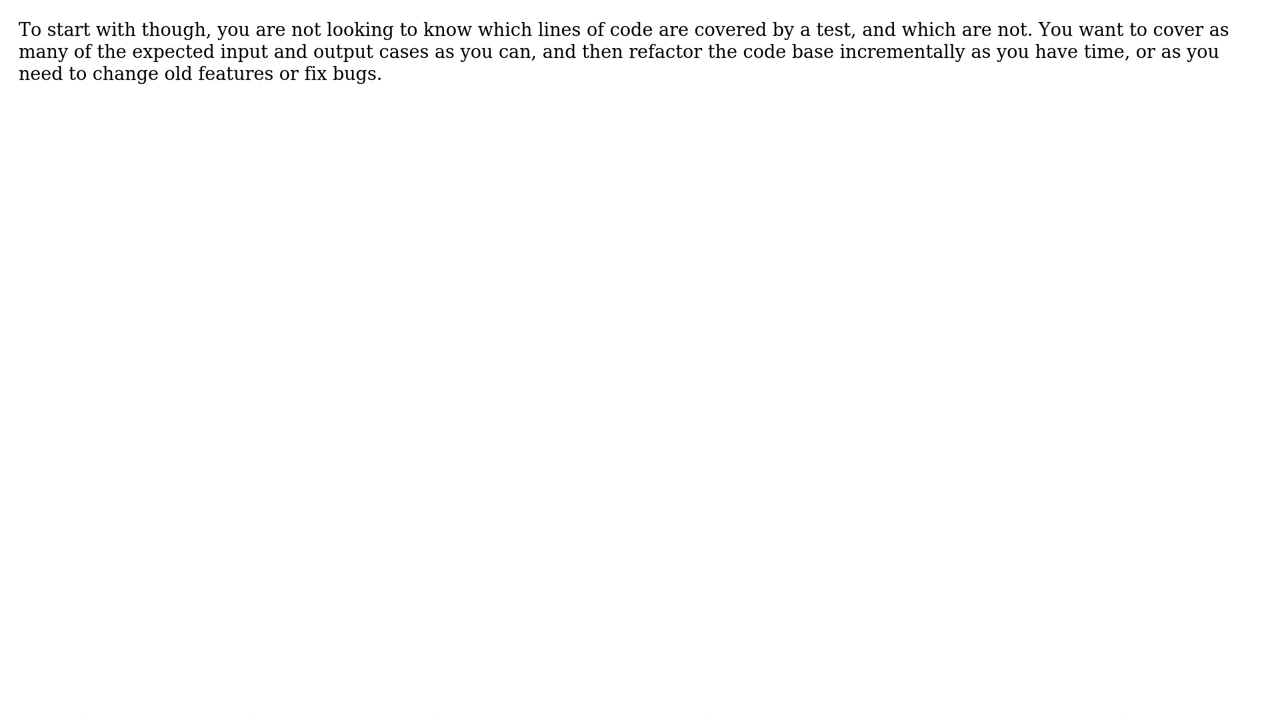 To start with though, you are not looking to know which lines of code are covered by a test, and which are not. You want to cover as
many of the expected input and output cases as you can, and then refactor the code base incrementally as you have time, or as you
need to change old features or fix bugs.